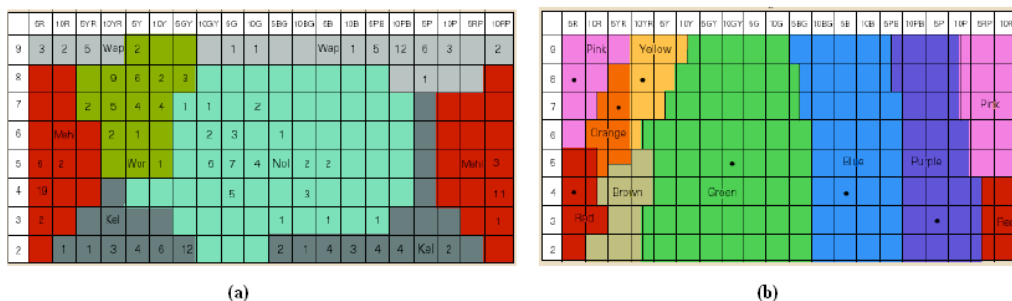 5R 10R 5YR 10YR 5Y 10Y 5GY 10GY 5G 10G 5BG 10BG 5B 10B 5PB 10PB 5P 10P 5RP 10RP
9 3 2 5 Wap 2 1 1 Wap 1 5 12 6 3 2
8 9 6 2 3 1
7 2 5 4 4 1 1 2
6 Mehl 2 1 2 3 1
5 6 2 Wor 1 6 7 4 Nol 2 2 Mehl 3
4 19 5 3 11
3 2 Kel 1 1 1 1
2 1 1 3 4 6 12 2 1 4 3 4 4 Kel 2
(a)
5R 10R 5YR 10YR 5Y 10Y 5GY 10GY 5G 10G 5BG 10BG 5B 10B 5PB 10PB 5P 10P 5RP
9 Pink Yellow
8
7 Pink
6 Orange
5 Blue Purple
4 Brown Green
3 Red
2
(b)